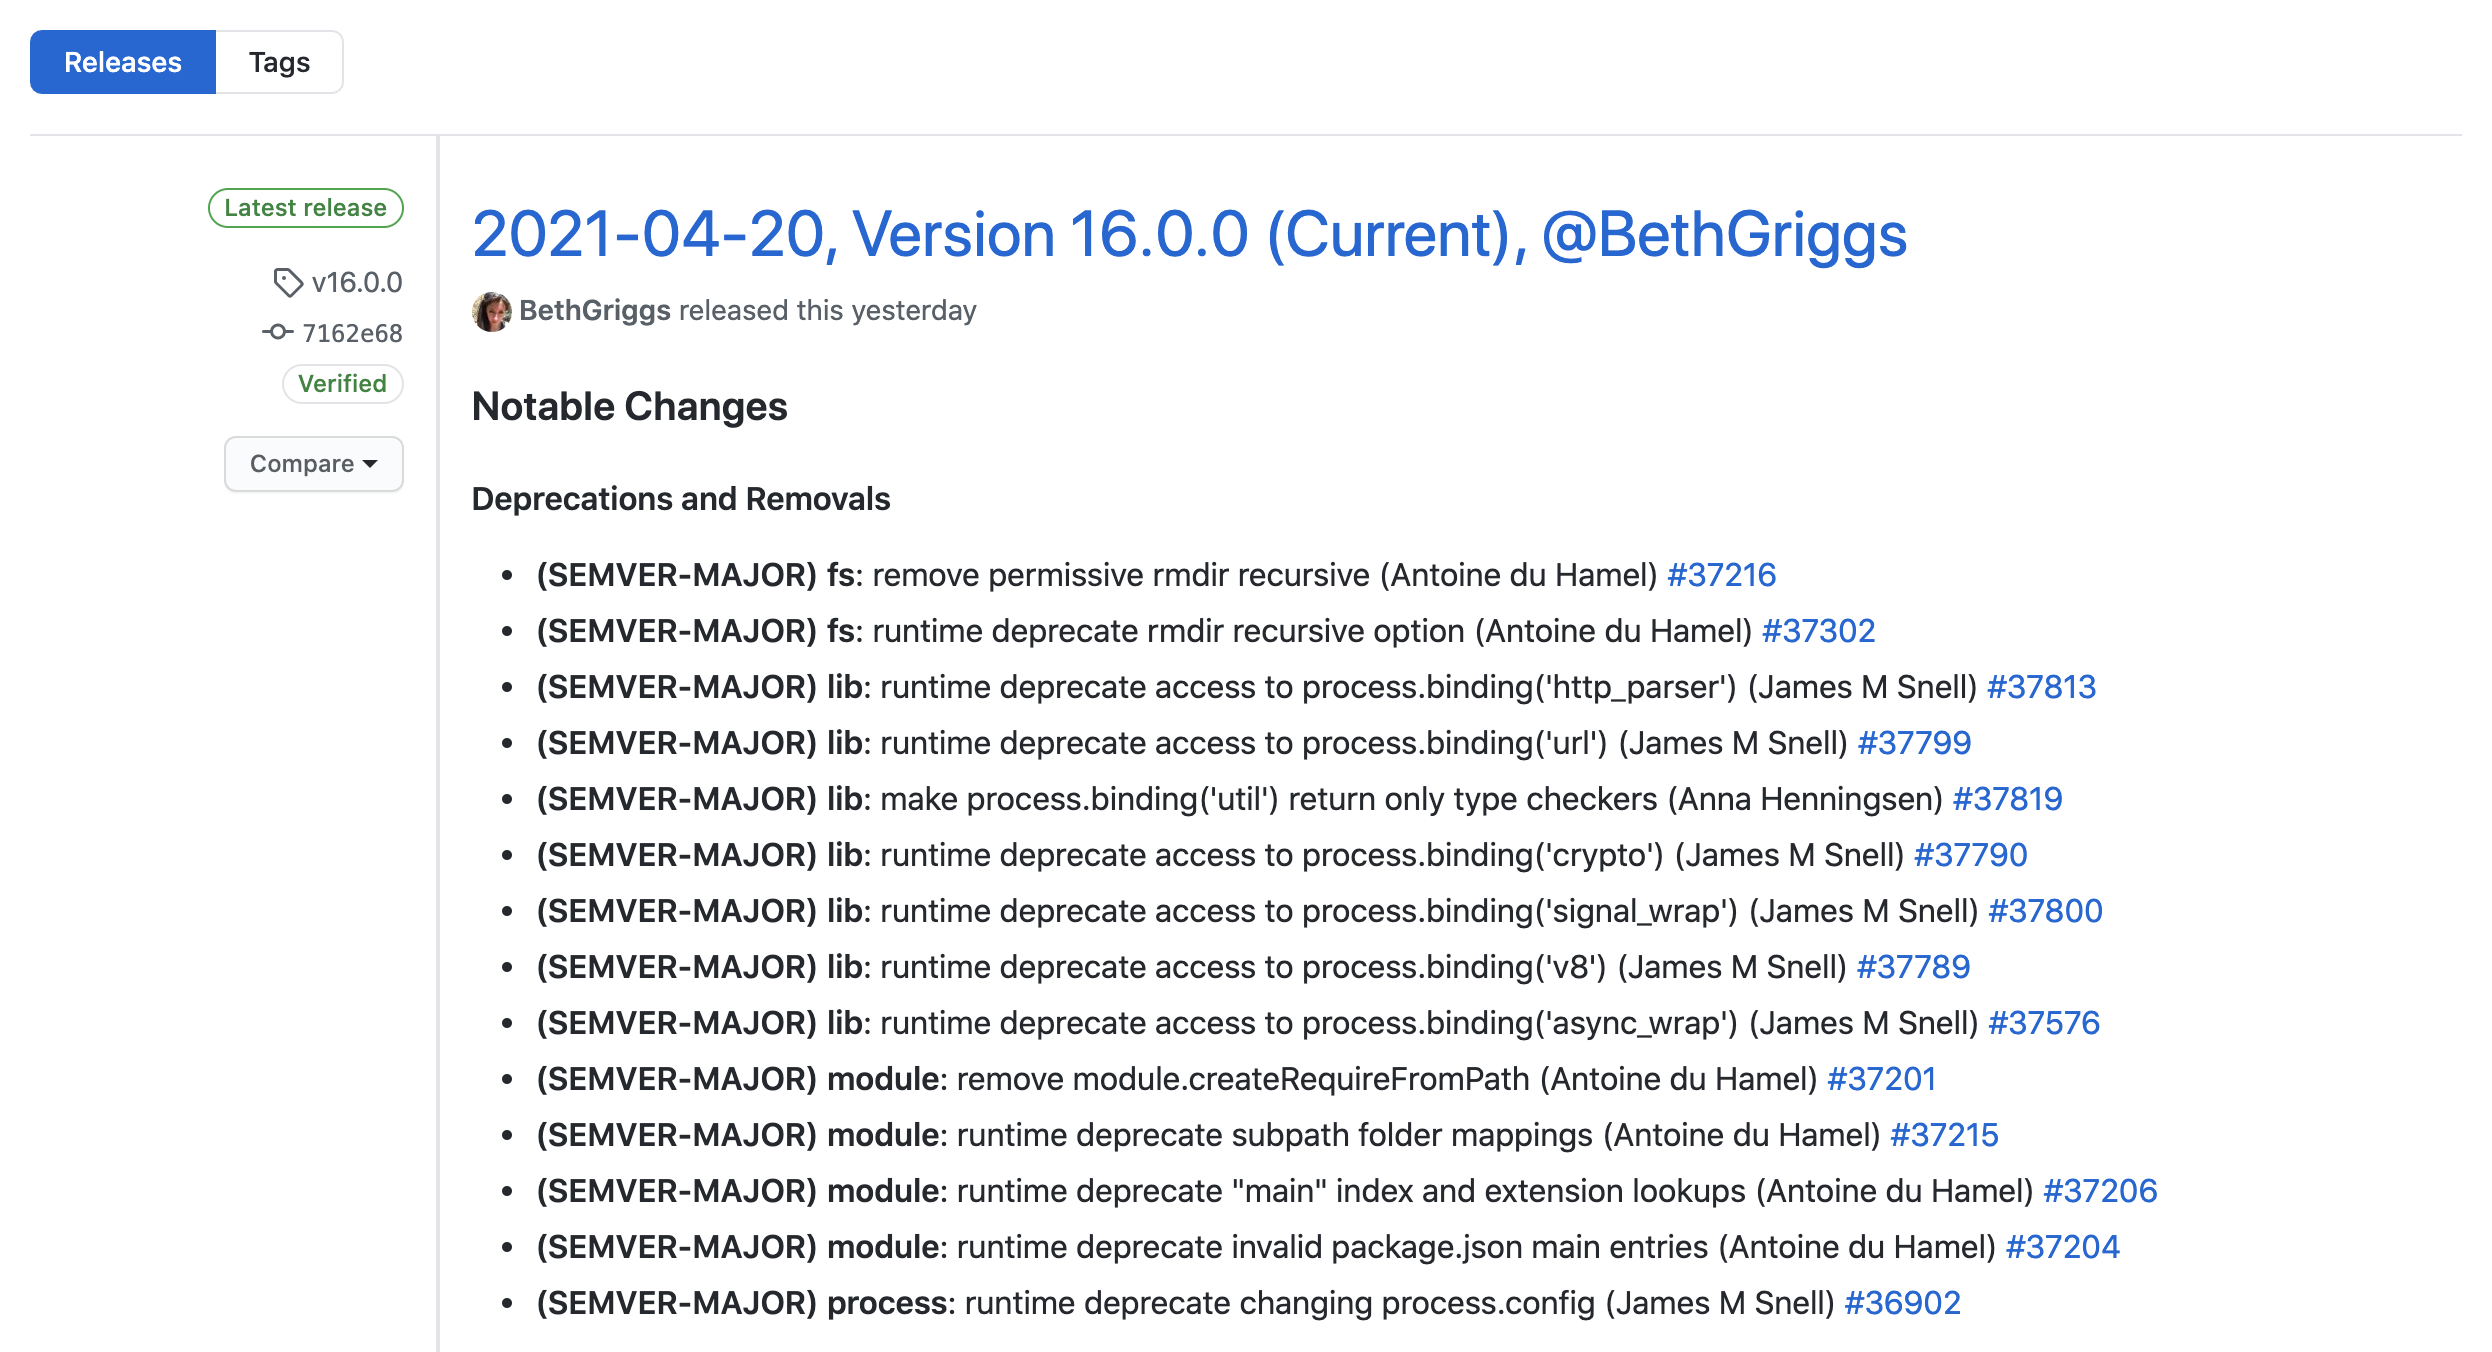 Releases Tags
Latest release
v16.0.0
7162e68
Verified
Compare
2021-04-20, Version 16.0.0 (Current), @BethGriggs
BethGriggs released this yesterday
Notable Changes
Deprecations and Removals
(SEMVER-MAJOR) fs: remove permissive rmdir recursive (Antoine du Hamel) #37216
(SEMVER-MAJOR) fs: runtime deprecate rmdir recursive option (Antoine du Hamel) #37302
(SEMVER-MAJOR) lib: runtime deprecate access to process.binding('http_parser') (James M Snell) #37813
(SEMVER-MAJOR) lib: runtime deprecate access to process.binding('url') (James M Snell) #37799
(SEMVER-MAJOR) lib: make process.binding('util') return only type checkers (Anna Henningsen) #37819
(SEMVER-MAJOR) lib: runtime deprecate access to process.binding('crypto') (James M Snell) #37790
(SEMVER-MAJOR) lib: runtime deprecate access to process.binding('signal_wrap') (James M Snell) #37800
(SEMVER-MAJOR) lib: runtime deprecate access to process.binding('v8') (James M Snell) #37789
(SEMVER-MAJOR) lib: runtime deprecate access to process.binding('async_wrap') (James M Snell) #37576
(SEMVER-MAJOR) module: remove module.createRequireFromPath (Antoine du Hamel) #37201
(SEMVER-MAJOR) module: runtime deprecate subpath folder mappings (Antoine du Hamel) #37215
(SEMVER-MAJOR) module: runtime deprecate "main" index and extension lookups (Antoine du Hamel) #37206
(SEMVER-MAJOR) module: runtime deprecate invalid package.json main entries (Antoine du Hamel) #37204
(SEMVER-MAJOR) process: runtime deprecate changing process.config (James M Snell) #36902